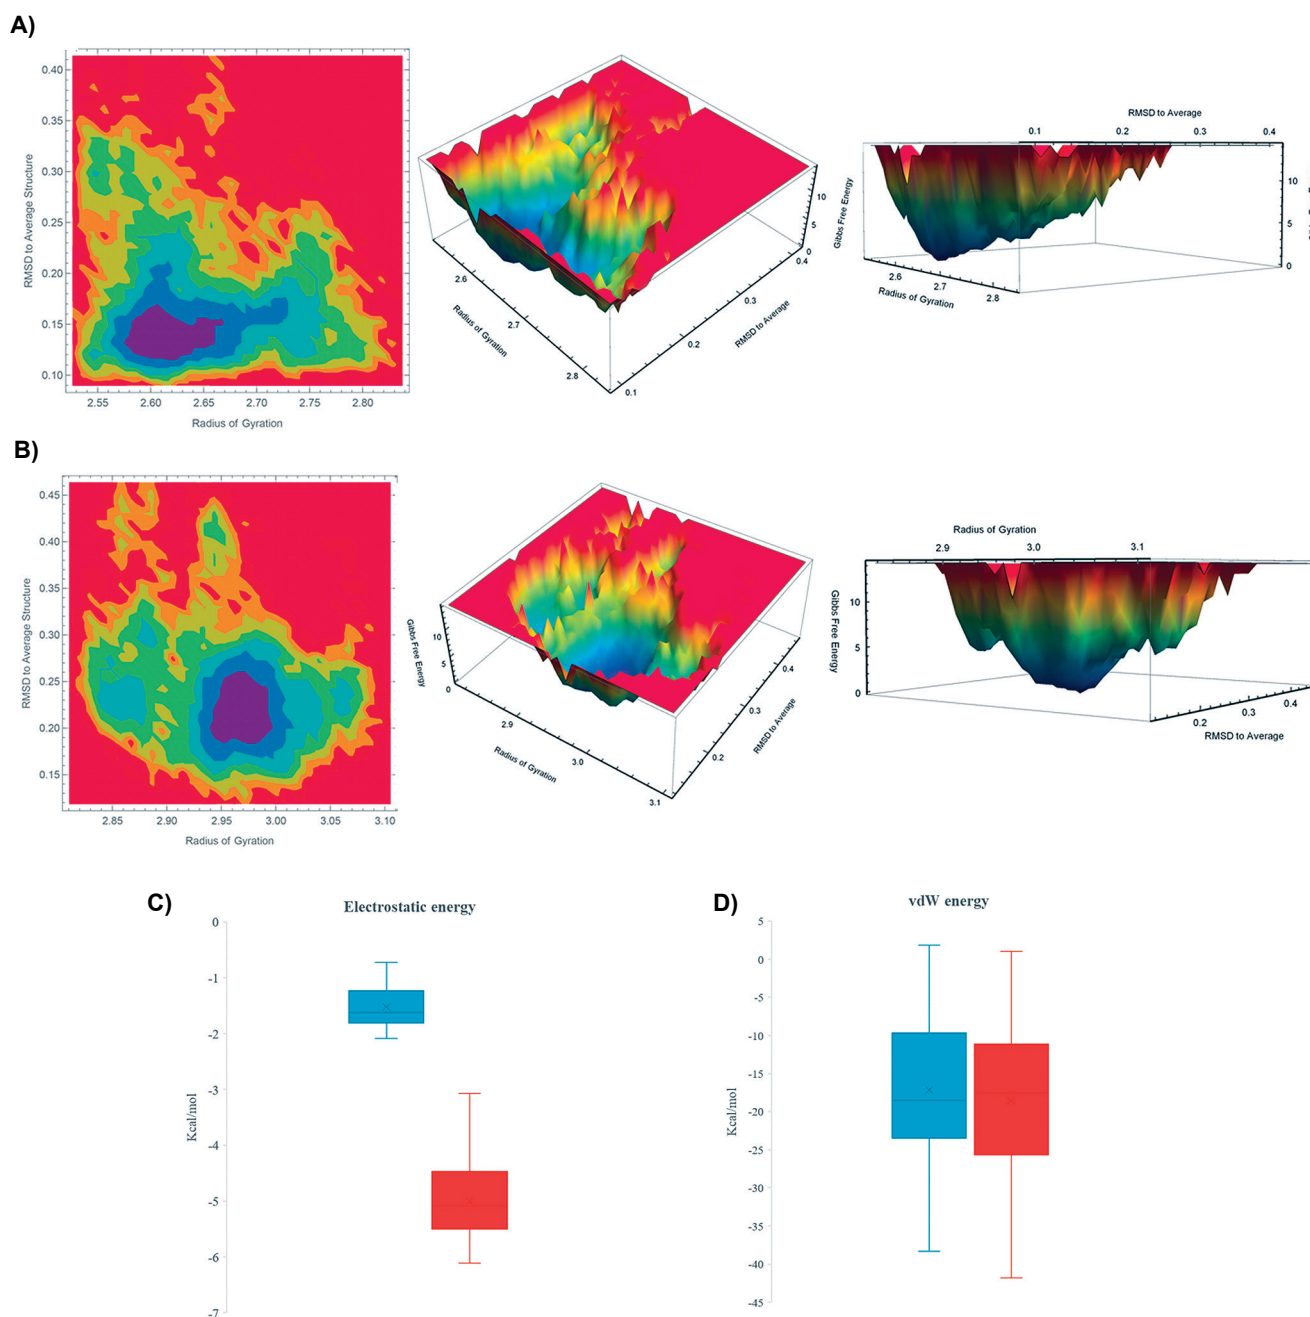 A)
0.40
0.35
0.30
0.25
0.20
0.15
0.10
RMSD to Average Structure
2.55 2.60 2.65 2.70 2.75 2.80
Radius of Gyration
10
5
0
Gibbs Free Energy
2.6
2.7
2.8
Radius of Gyration
0.1
0.2
0.3
0.4
RMSD to Average
RMSD to Average
0.1 0.2 0.3 0.4
10
5
0
2.6
2.7
2.8
Radius of Gyration
B)
0.45
0.40
0.35
0.30
0.25
0.20
0.15
RMSD to Average Structure
2.85 2.90 2.95 3.00 3.05 3.10
Radius of Gyration
10
5
0
Gibbs Free Energy
2.9
3.0
3.1
Radius of Gyration
0.2
0.3
0.4
RMSD to Average
Radius of Gyration
2.9 3.0 3.1
10
5
0
Gibbs Free Energy
0.2 0.3 0.4
RMSD to Average
C)
Electrostatic energy
0
-1
-2
-3
-4
-5
-6
-7
Kcal/mol
D)
vdW energy
5
0
-5
-10
-15
-20
-25
-30
-35
-40
-45
Kcal/mol